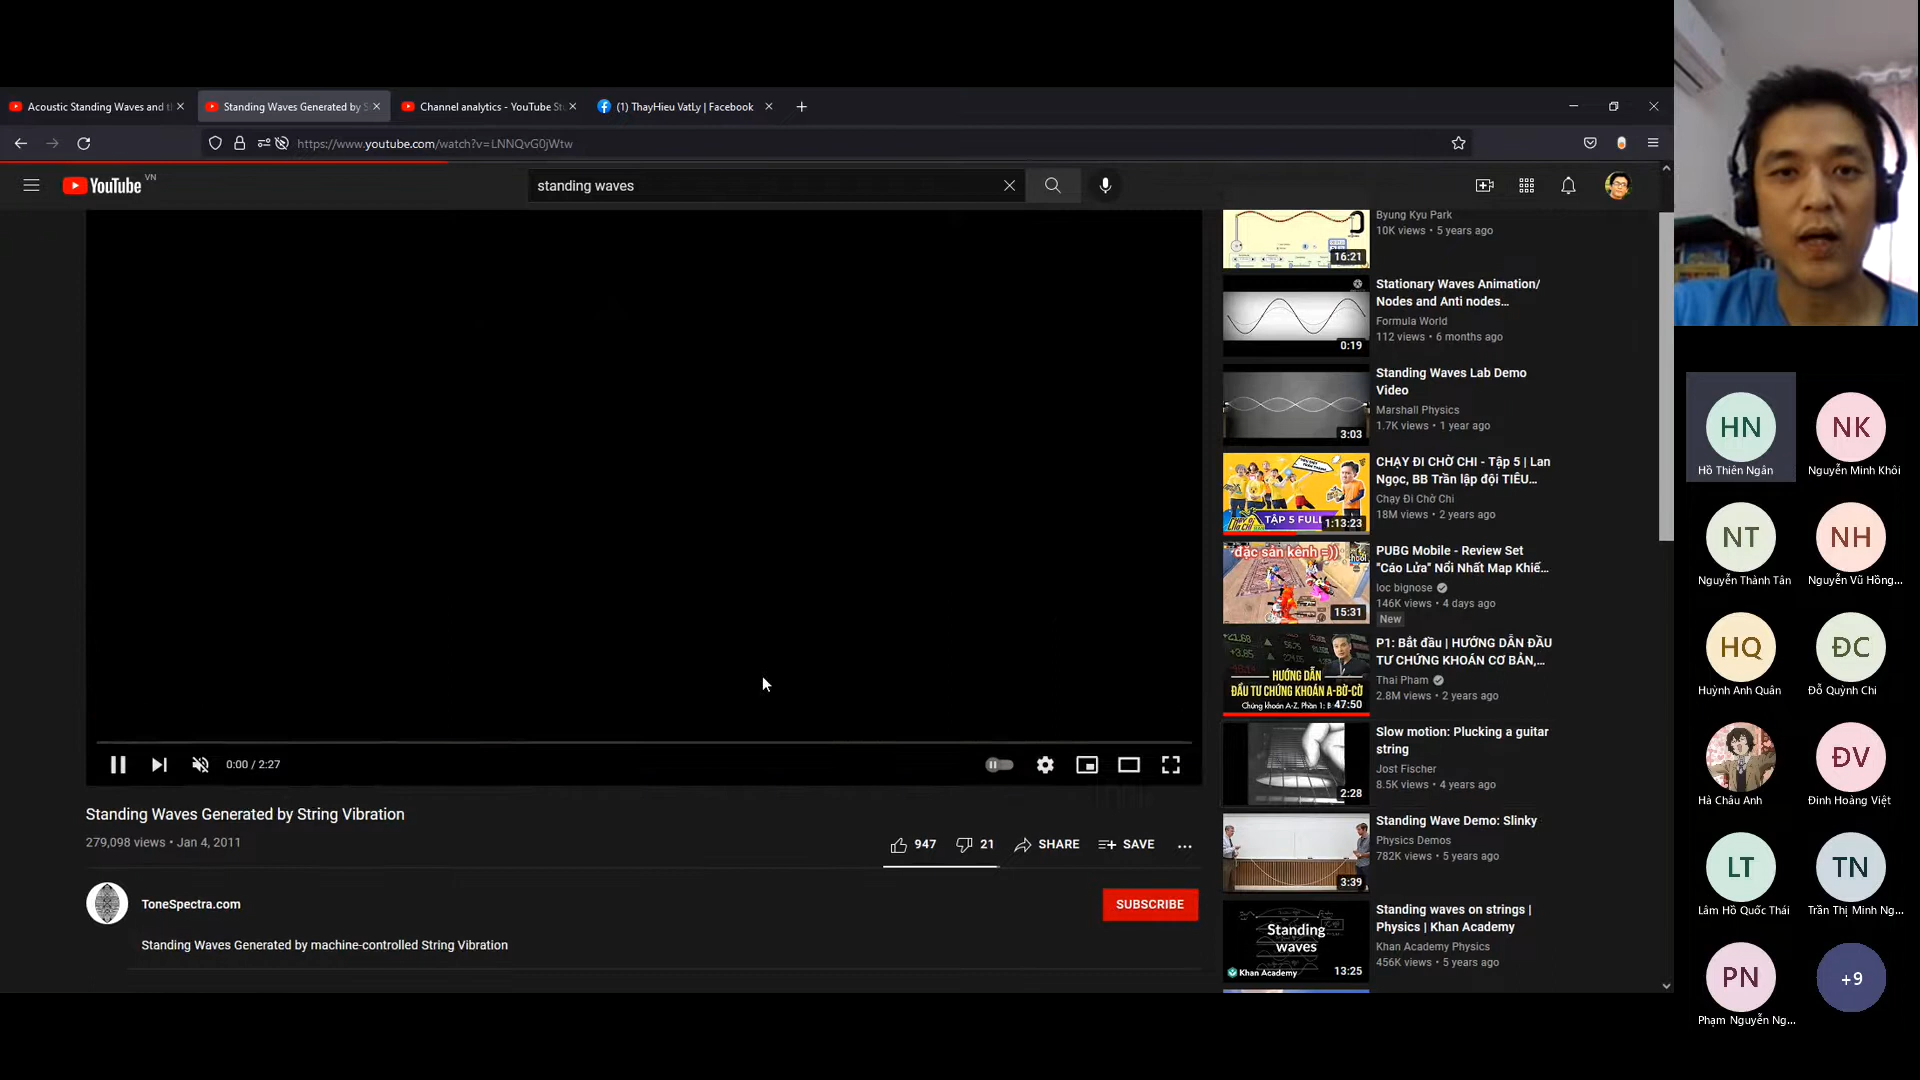 Acoustic Standing Waves and t
Standing Waves Generated by S
Channel analytics - YouTube St
(1) ThayHieu VatLy | Facebook
https://www.youtube.com/watch?v=LNNQvG0jWtw
YouTube VN
standing waves
Byung Kyu Park
10K views • 5 years ago
16:21
Stationary Waves Animation/
Nodes and Anti nodes...
Formula World
112 views • 6 months ago
0:19
Standing Waves Lab Demo
Video
Marshall Physics
1.7K views • 1 year ago
3:03
CHẠY ĐI CHỜ CHI - Tập 5 | Lan
Ngọc, BB Trần lập đội TIÊU...
Chạy Đi Chờ Chi
18M views • 2 years ago
TẬP 5 FULL
1:13:23
đặc sản kênh =))
PUBG Mobile - Review Set
"Cáo Lửa" Nổi Nhất Map Khiế...
loc bignose
146K views • 4 days ago
New
15:31
P1: Bắt đầu | HƯỚNG DẪN ĐẦU
TƯ CHỨNG KHOÁN CƠ BẢN,...
Thai Pham
2.8M views • 2 years ago
HƯỚNG DẪN
ĐẦU TƯ CHỨNG KHOÁN A-BỜ-CỜ
Chứng khoán A-Z. Phần 1: B
47:50
Slow motion: Plucking a guitar
string
Jost Fischer
8.5K views • 4 years ago
2:28
Standing Wave Demo: Slinky
Physics Demos
782K views • 5 years ago
3:39
Standing waves on strings |
Physics | Khan Academy
Khan Academy Physics
456K views • 5 years ago
Standing
waves
Khan Academy
13:25
0:00 / 2:27
Standing Waves Generated by String Vibration
279,098 views • Jan 4, 2011
947
21
SHARE
SAVE
ToneSpectra.com
SUBSCRIBE
Standing Waves Generated by machine-controlled String Vibration
HN
Hồ Thiên Ngân
NK
Nguyễn Minh Khôi
NT
Nguyễn Thành Tân
NH
Nguyễn Vũ Hồng...
HQ
Huỳnh Anh Quân
ĐC
Đỗ Quỳnh Chi
Hà Châu Anh
ĐV
Đinh Hoàng Việt
LT
Lâm Hồ Quốc Thái
TN
Trần Thị Minh Ng...
PN
Phạm Nguyễn Ng...
+9